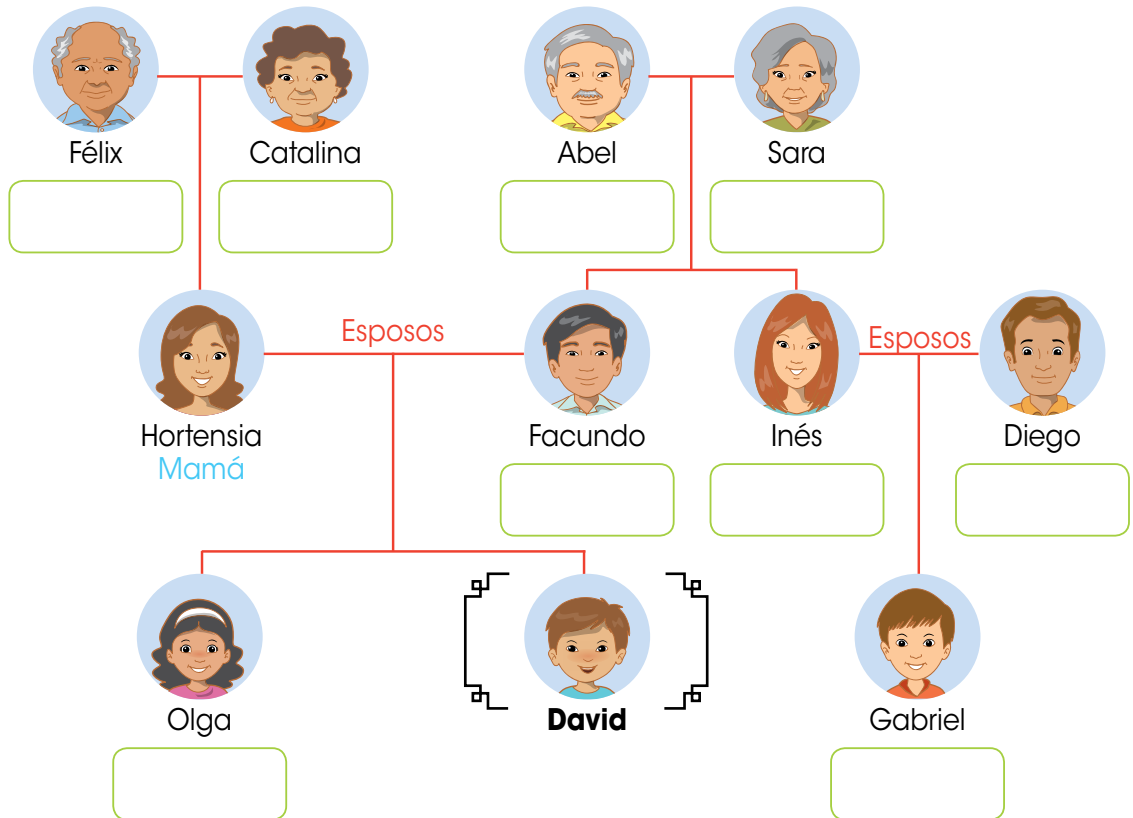 Félix
Catalina
Abel
Sara
Esposos
Esposos
Hortensia
Mamá
Facundo
Inés
Diego
Olga
David
Gabriel